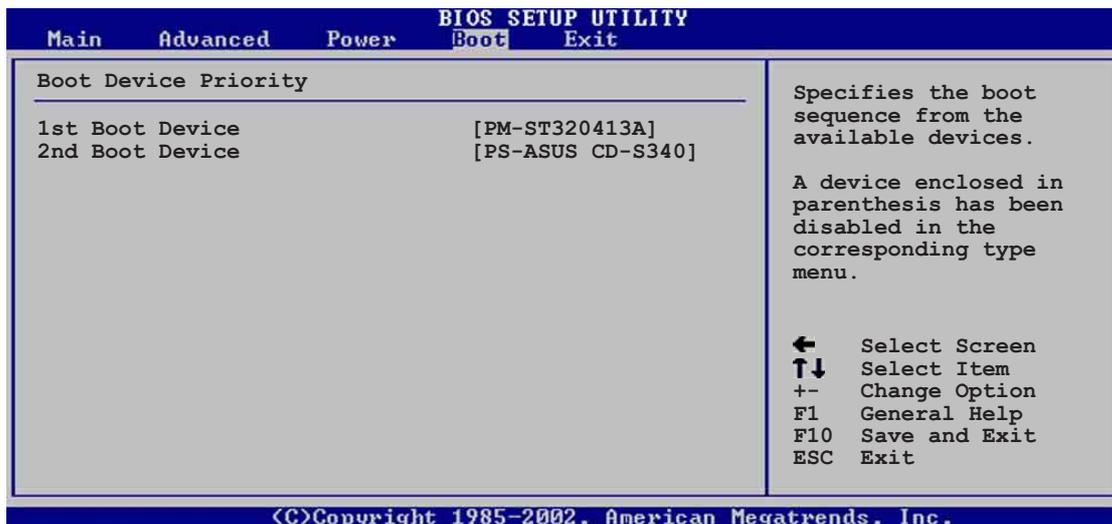 BIOS SETUP UTILITY
Main Advanced Power Boot Exit
Boot Device Priority
1st Boot Device [PM-ST320413A]
2nd Boot Device [PS-ASUS CD-S340]
Specifies the boot
sequence from the
available devices.
A device enclosed in
parenthesis has been
disabled in the
corresponding type
menu.
← Select Screen
↑↓ Select Item
+- Change Option
F1 General Help
F10 Save and Exit
ESC Exit
(C)Copyright 1985-2002, American Megatrends, Inc.